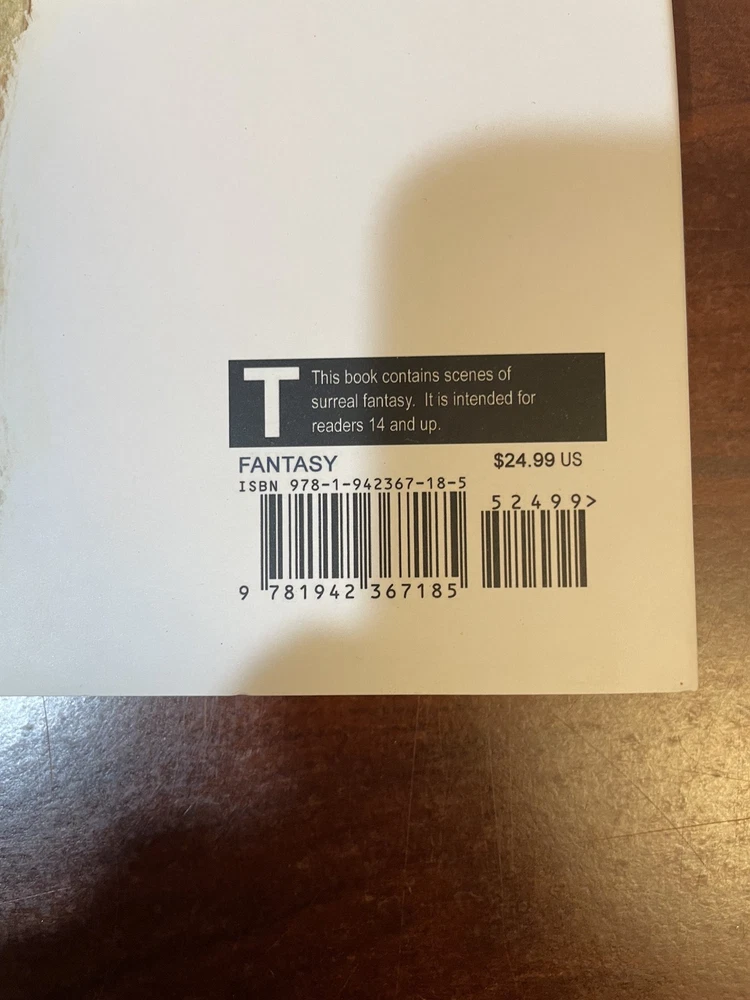 T
This book contains scenes of
surreal fantasy. It is intended for
readers 14 and up.
FANTASY $24.99 US
ISBN 978-1-942367-18-5
52499>
9 781942 367185